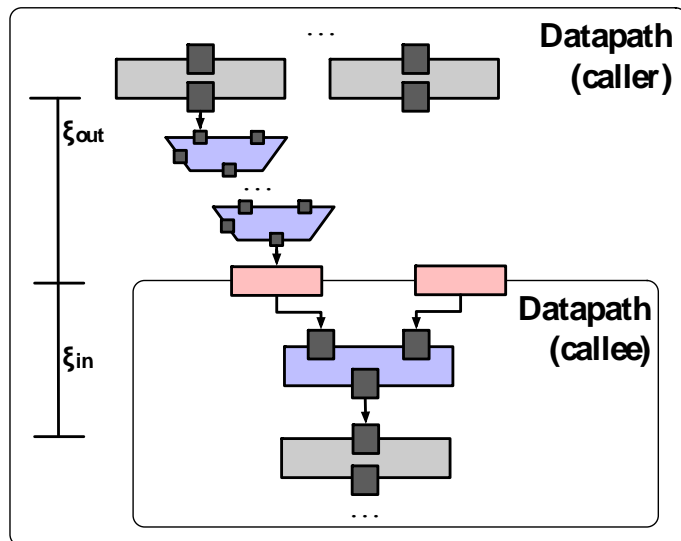 . . .
Datapath
(caller)
ξout
. . .
Datapath
(callee)
ξin
. . .